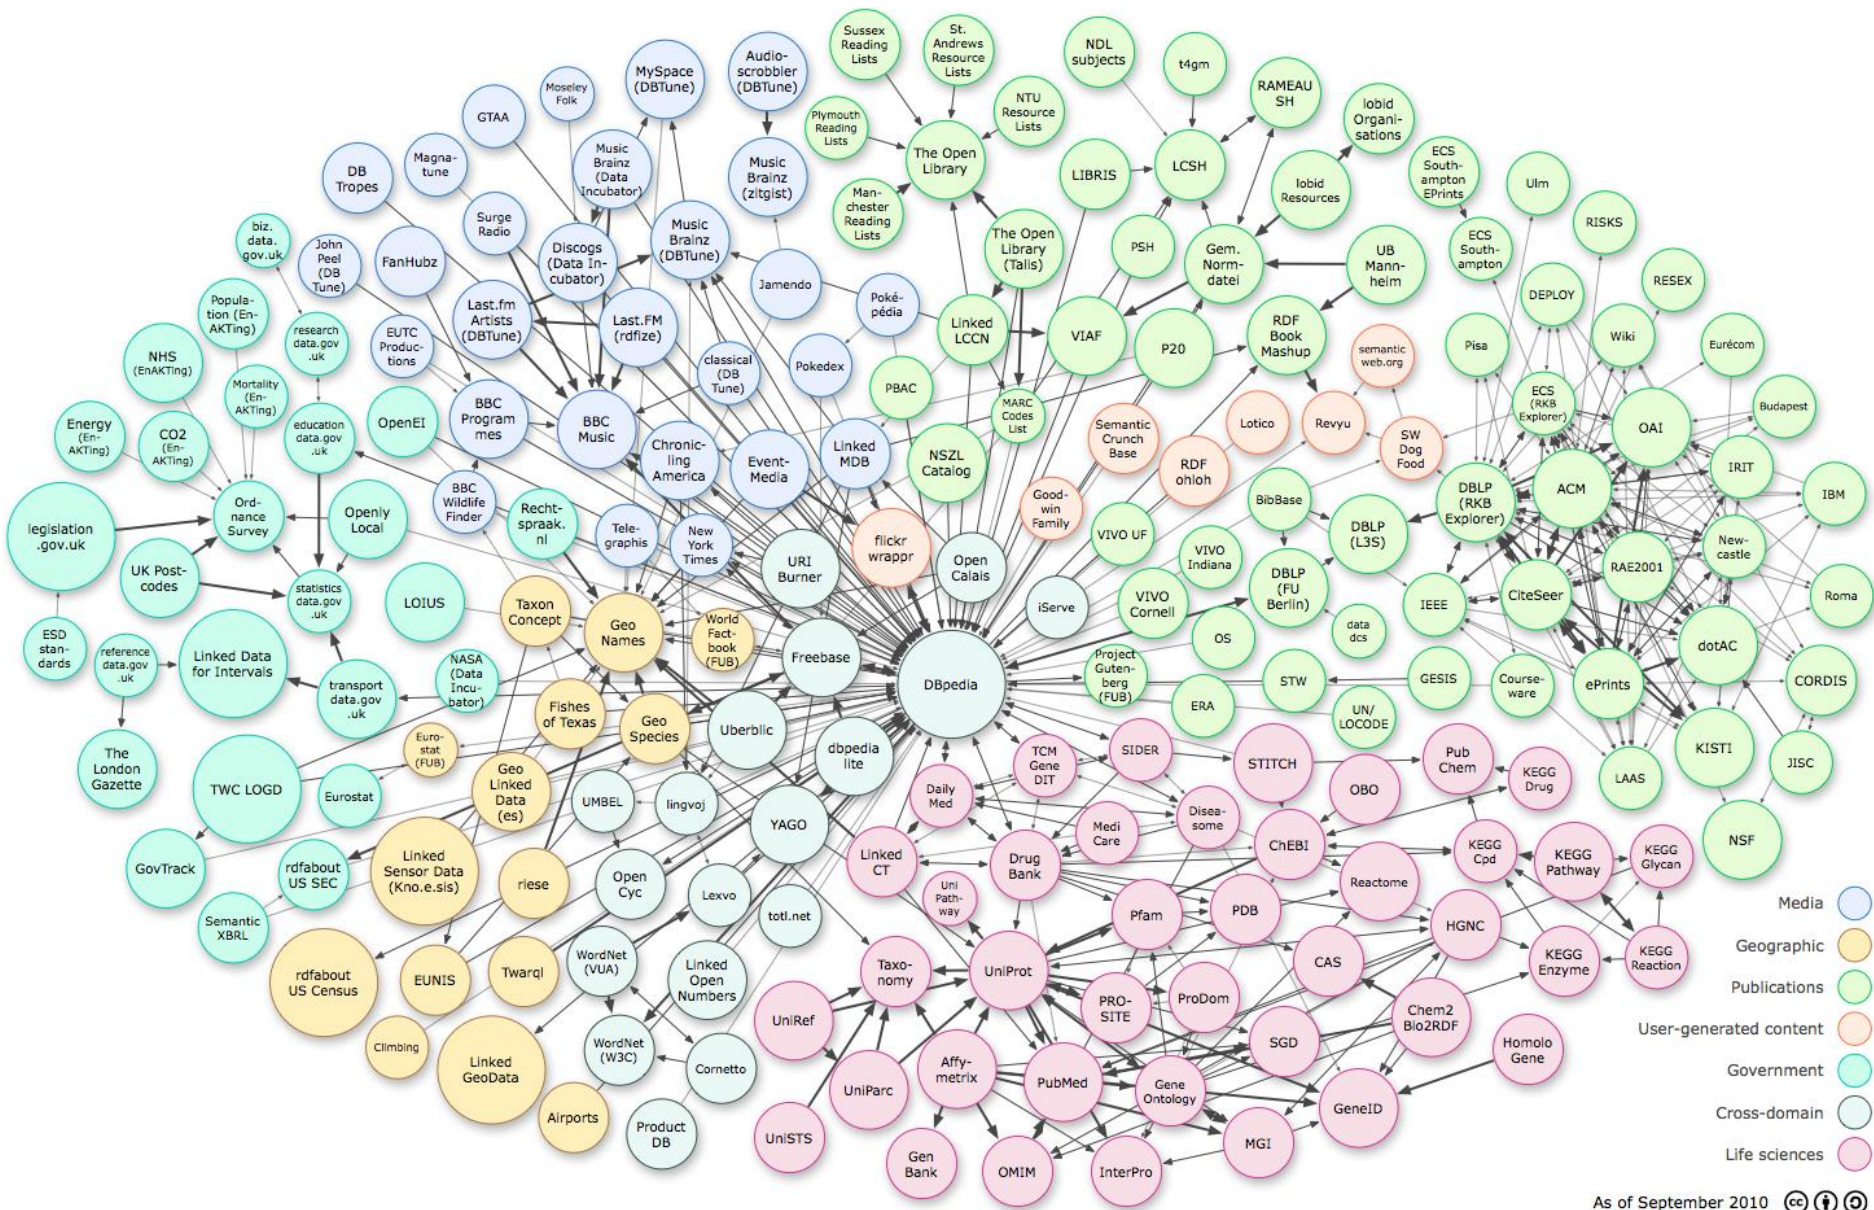 Sussex
Reading
Lists
St.
Andrews
Resource
Lists
NDL
subjects
t4gm
RAMEAU
SH
lobid
Organi-
sations
MySpace
(DBTune)
Audio-
scrobbler
(DBTune)
Moseley
Folk
GTAA
Plymouth
Reading
Lists
NTU
Resource
Lists
The Open
Library
LIBRIS
LCSH
lobid
Resources
ECS
South-
ampton
EPrints
Ulm
DB
Tropes
Magna-
tune
Music
Brainz
(Data
Incubator)
Music
Brainz
(zitgist)
Man-
chester
Reading
Lists
RISKS
biz.
data.
gov.uk
John
Peel
(DB
Tune)
FanHubz
Surge
Radio
Discogs
(Data In-
cubator)
Music
Brainz
(DBTune)
Jamendo
The Open
Library
(Talis)
PSH
Gem.
Norm-
datei
UB
Mann-
heim
ECS
South-
ampton
RESEX
DEPLOY
Popula-
tion (En-
AKTing)
research
data.gov
.uk
EUTC
Produc-
tions
Last.fm
Artists
(DBTune)
Last.FM
(rdfize)
Poké-
pédia
Linked
LCCN
VIAF
P20
RDF
Book
Mashup
semantic
web.org
Pisa
Wiki
Eurécom
NHS
(EnAKTing)
Mortality
(En-
AKTing)
classical
(DB
Tune)
Pokedex
PBAC
MARC
Codes
List
ECS
(RKB
Explorer)
OAI
Budapest
Energy
(En-
AKTing)
CO2
(En-
AKTing)
education
data.gov
.uk
OpenEI
BBC
Program
mes
BBC
Music
Chronic-
ling
America
Event-
Media
Linked
MDB
NSZL
Catalog
Semantic
Crunch
Base
RDF
ohloh
Lotico
Revyu
SW
Dog
Food
IRIT
IBM
legislation
.gov.uk
Ord-
nance
Survey
Openly
Local
BBC
Wildlife
Finder
Recht-
spraak.
nl
Tele-
graphis
New
York
Times
URI
Burner
flickr
wrappr
Open
Calais
Good-
win
Family
VIVO UF
BibBase
DBLP
(L3S)
DBLP
(RKB
Explorer)
ACM
New-
castle
UK Post-
codes
statistics
data.gov
.uk
LOIUS
Taxon
Concept
Geo
Names
World
Fact-
book
(FUB)
Freebase
iServe
VIVO
Cornell
VIVO
Indiana
DBLP
(FU
Berlin)
data
dcs
IEEE
CiteSeer
RAE2001
Roma
ESD
stan-
dards
reference
data.gov
.uk
Linked Data
for Intervals
transport
data.gov
.uk
NASA
(Data
Incu-
bator)
Fishes
of Texas
Geo
Species
Uberblic
DBpedia
Project
Guten-
berg
(FUB)
OS
ERA
STW
UN/
LOCODE
GESIS
Course-
ware
ePrints
dotAC
CORDIS
The
London
Gazette
TWC LOGD
Eurostat
Euro-
stat
(FUB)
Geo
Linked
Data
(es)
UMBEL
lingvoj
dbpedia
lite
YAGO
Daily
Med
TCM
Gene
DIT
SIDER
STITCH
OBO
Pub
Chem
KEGG
Drug
LAAS
KISTI
JISC
NSF
GovTrack
rdfabout
US SEC
Linked
Sensor Data
(Kno.e.sis)
riese
Open
Cyc
Lexvo
totl.net
Linked
CT
Drug
Bank
Medi
Care
Disea-
some
ChEBI
Reactome
KEGG
Cpd
KEGG
Pathway
KEGG
Glycan
Semantic
XBRL
rdfabout
US Census
EUNIS
Twarql
WordNet
(VUA)
Linked
Open
Numbers
Uni
Path-
way
Taxo-
nomy
UniProt
Pfam
PDB
CAS
HGNC
KEGG
Enzyme
KEGG
Reaction
Climbing
Linked
GeoData
Airports
WordNet
(W3C)
Cornetto
Product
DB
UniRef
UniParc
UniSTS
Affy-
metrix
PubMed
PRO-
SITE
ProDom
Gene
Ontology
SGD
Chem2
Bio2RDF
Homolo
Gene
GeneID
Gen
Bank
OMIM
InterPro
MGI
Media
Geographic
Publications
User-generated content
Government
Cross-domain
Life sciences
As of September 2010
cc